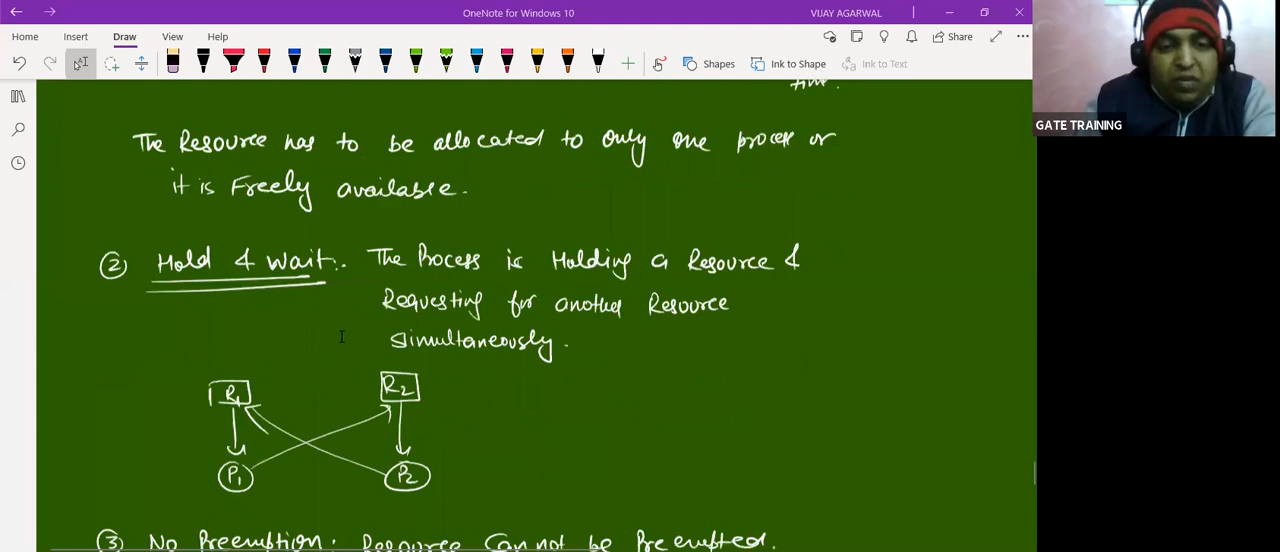 OneNote for Windows 10
VIJAY AGARWAL
Home Insert Draw View Help
Share
Shapes
Ink to Shape
Ink to Text
GATE TRAINING
time.
The Resource has to be allocated to only one process or
it is Freely available.
② Hold & Wait:- The Process is Holding a Resource &
Requesting for another Resource
simultaneously.
R1 R2
P1 P2
③ No Preemption: Resource Cannot be Preempted.